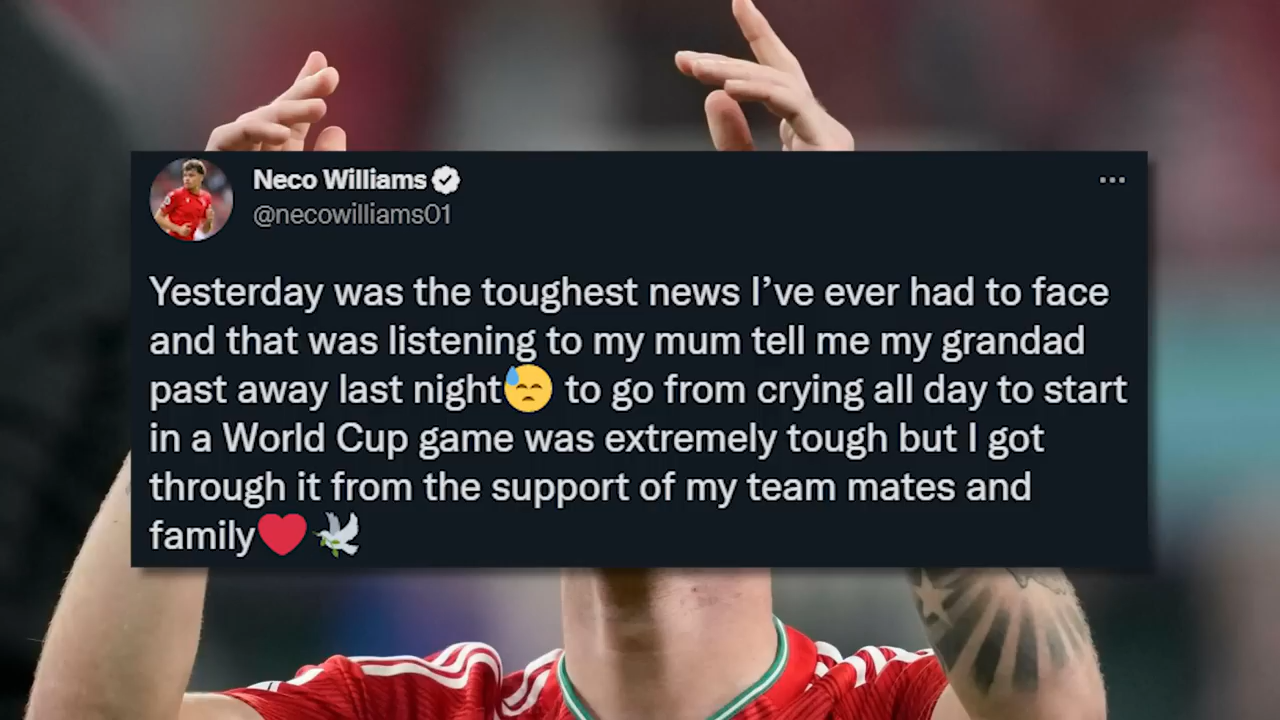 Neco Williams
@necowilliams01
Yesterday was the toughest news I’ve ever had to face
and that was listening to my mum tell me my grandad
past away last night😓 to go from crying all day to start
in a World Cup game was extremely tough but I got
through it from the support of my team mates and
family❤️🕊️